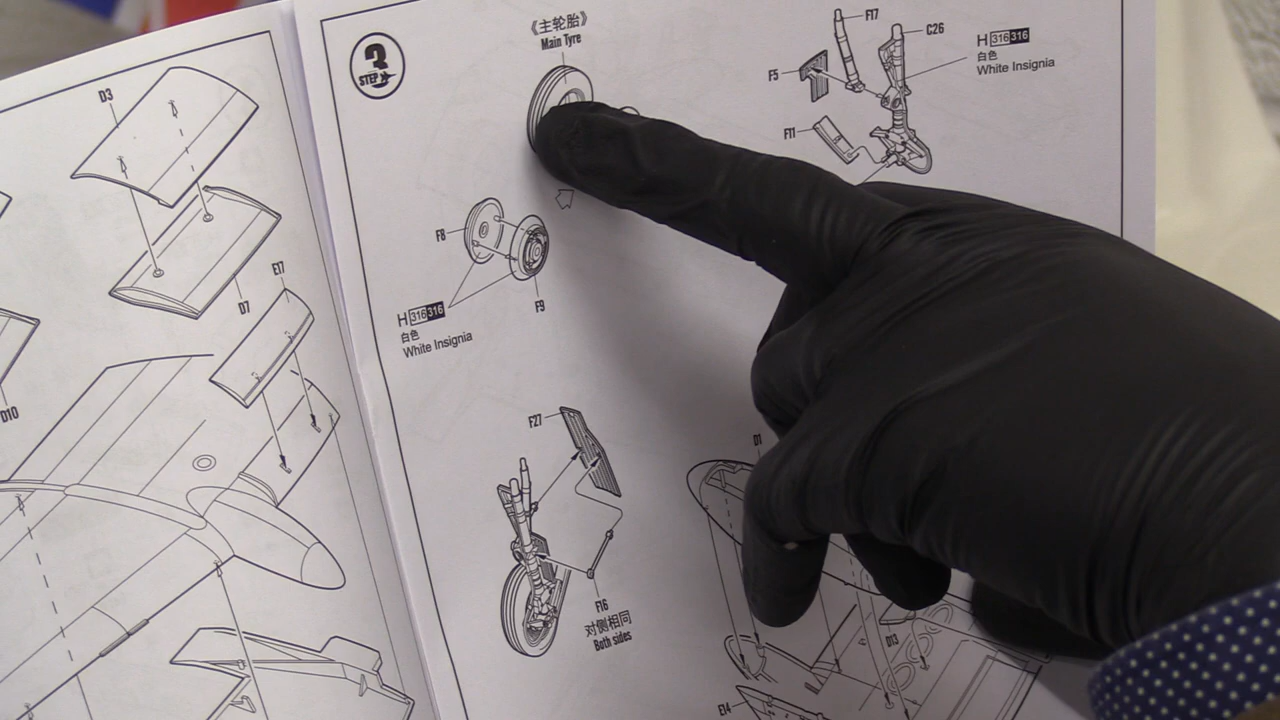 3
STEP
《主轮胎》
Main Tyre
F17
C26
H 316 316
白色
White Insignia
F5
F11
D3
F8
F9
H 316 316
白色
White Insignia
E17
D7
D10
F27
D1
F16
对侧相同
Both sides
D13
E14